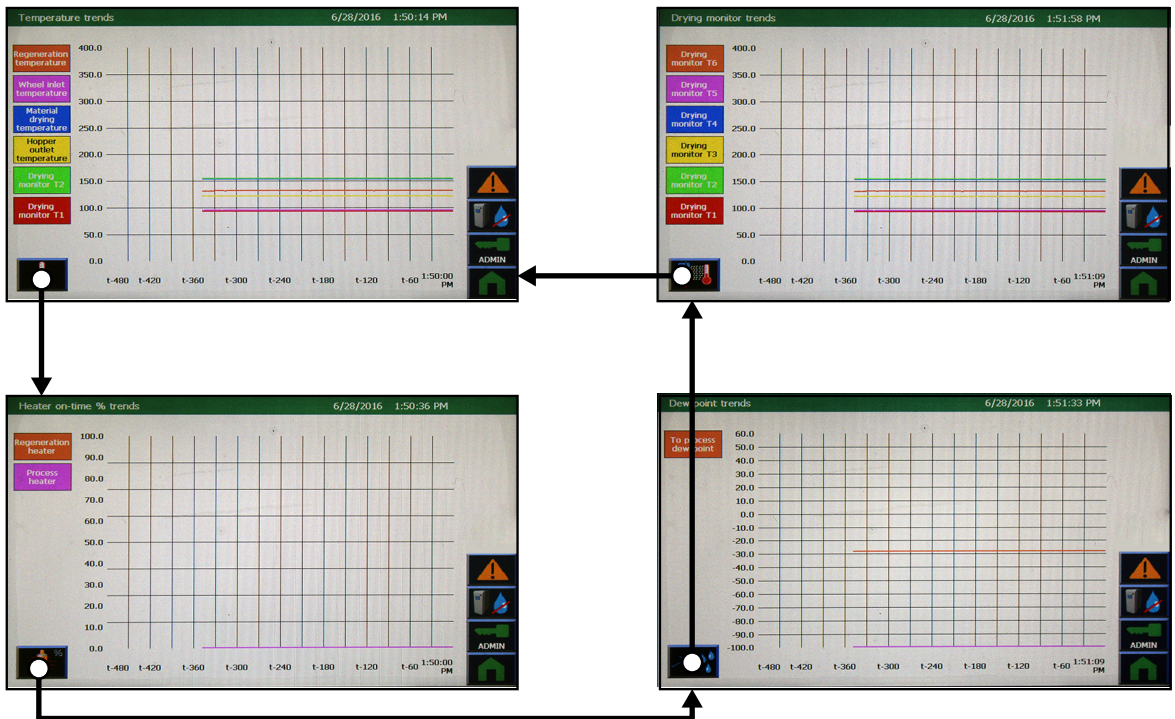 Temperature trends 6/28/2016 1:50:14 PM
Regeneration
temperature
Wheel inlet
temperature
Material
drying
temperature
Hopper
outlet
temperature
Drying
monitor T2
Drying
monitor T1
400.0
350.0
300.0
250.0
200.0
150.0
100.0
50.0
0.0
t-480 t-420 t-360 t-300 t-240 t-180 t-120 t-60 1:50:00
PM
ADMIN
Drying monitor trends 6/28/2016 1:51:58 PM
Drying
monitor T6
Drying
monitor T5
Drying
monitor T4
Drying
monitor T3
Drying
monitor T2
Drying
monitor T1
400.0
350.0
300.0
250.0
200.0
150.0
100.0
50.0
0.0
t-480 t-420 t-360 t-300 t-240 t-180 t-120 t-60 1:51:09
PM
ADMIN
Heater on-time % trends 6/28/2016 1:50:36 PM
Regeneration
heater
Process
heater
100.0
90.0
80.0
70.0
60.0
50.0
40.0
30.0
20.0
10.0
0.0
%
t-480 t-420 t-360 t-300 t-240 t-180 t-120 t-60 1:50:00
PM
ADMIN
Dew point trends 6/28/2016 1:51:33 PM
To process
dew point
60.0
50.0
40.0
30.0
20.0
10.0
0.0
-10.0
-20.0
-30.0
-40.0
-50.0
-60.0
-70.0
-80.0
-90.0
-100.0
t-480 t-420 t-360 t-300 t-240 t-180 t-120 t-60 1:51:09
PM
ADMIN